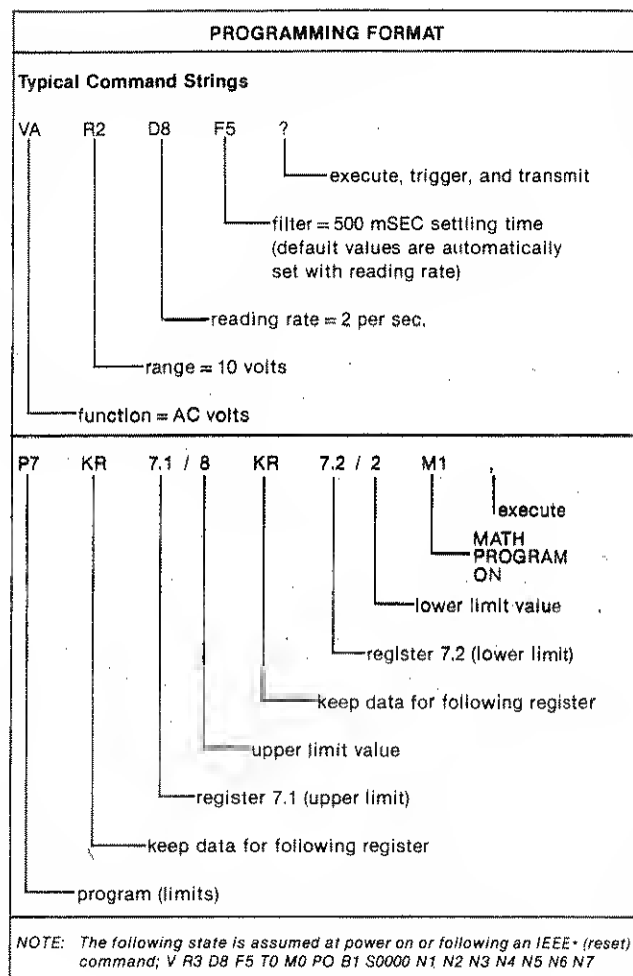 PROGRAMMING FORMAT
Typical Command Strings
VA R2 D8 F5 ?
execute, trigger, and transmit
filter = 500 mSEC settling time
(default values are automatically
set with reading rate)
reading rate = 2 per sec.
range = 10 volts
function = AC volts
P7 KR 7.1 / 8 KR 7.2 / 2 M1 ,
execute
MATH
PROGRAM
ON
lower limit value
register 7.2 (lower limit)
keep data for following register
upper limit value
register 7.1 (upper limit)
keep data for following register
program (limits)
NOTE: The following state is assumed at power on or following an IEEE* (reset)
command; V R3 D8 F5 T0 M0 PO B1 S0000 N1 N2 N3 N4 N5 N6 N7